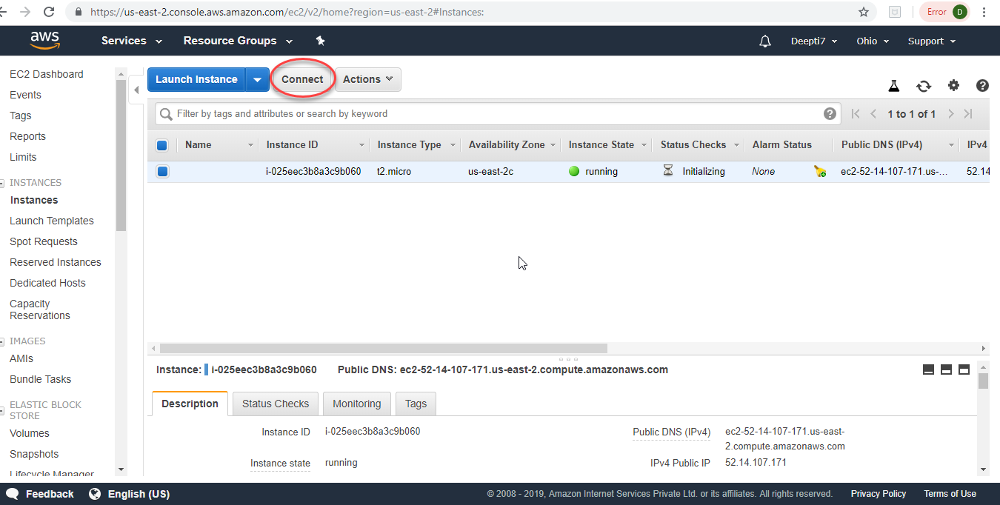 https://us-east-2.console.aws.amazon.com/ec2/v2/home?region=us-east-2#Instances:
Error D
aws Services Resource Groups Deepti7 Ohio Support
EC2 Dashboard
Events
Tags
Reports
Limits
INSTANCES
Instances
Launch Templates
Spot Requests
Reserved Instances
Dedicated Hosts
Capacity
Reservations
IMAGES
AMIs
Bundle Tasks
ELASTIC BLOCK
STORE
Volumes
Snapshots
Lifecycle Manager
Launch Instance Connect Actions
Filter by tags and attributes or search by keyword
1 to 1 of 1
Name Instance ID Instance Type Availability Zone Instance State Status Checks Alarm Status Public DNS (IPv4) IPv4
i-025eec3b8a3c9b060 t2.micro us-east-2c running Initializing None ec2-52-14-107-171.us-... 52.14
Instance: i-025eec3b8a3c9b060 Public DNS: ec2-52-14-107-171.us-east-2.compute.amazonaws.com
Description Status Checks Monitoring Tags
Instance ID i-025eec3b8a3c9b060
Public DNS (IPv4) ec2-52-14-107-171.us-east-
2.compute.amazonaws.com
Instance state running
IPv4 Public IP 52.14.107.171
Feedback English (US)
© 2008 - 2019, Amazon Internet Services Private Ltd. or its affiliates. All rights reserved. Privacy Policy Terms of Use